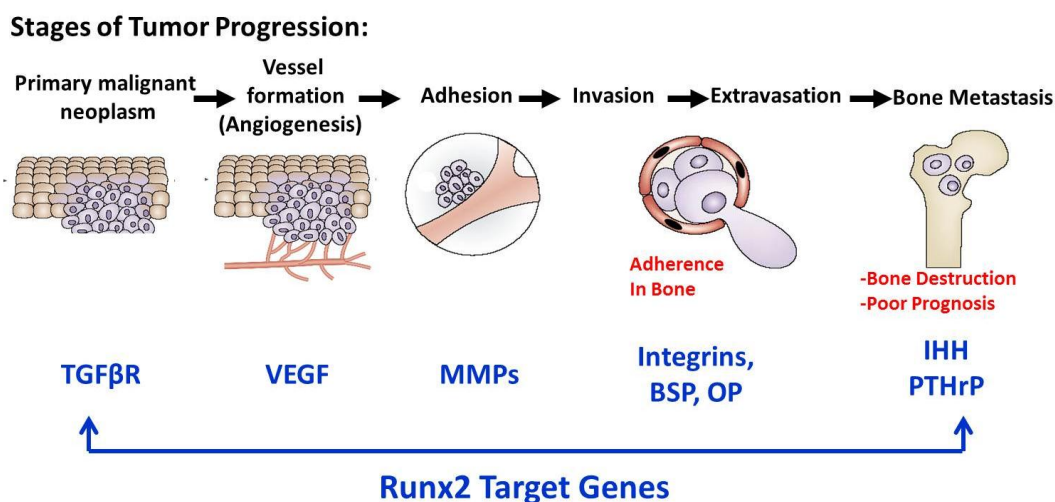 Stages of Tumor Progression:
Primary malignant
neoplasm
Vessel
formation
(Angiogenesis)
Adhesion
Invasion
Extravasation
Bone Metastasis
Adherence
In Bone
-Bone Destruction
-Poor Prognosis
TGFβR
VEGF
MMPs
Integrins,
BSP, OP
IHH
PTHrP
Runx2 Target Genes